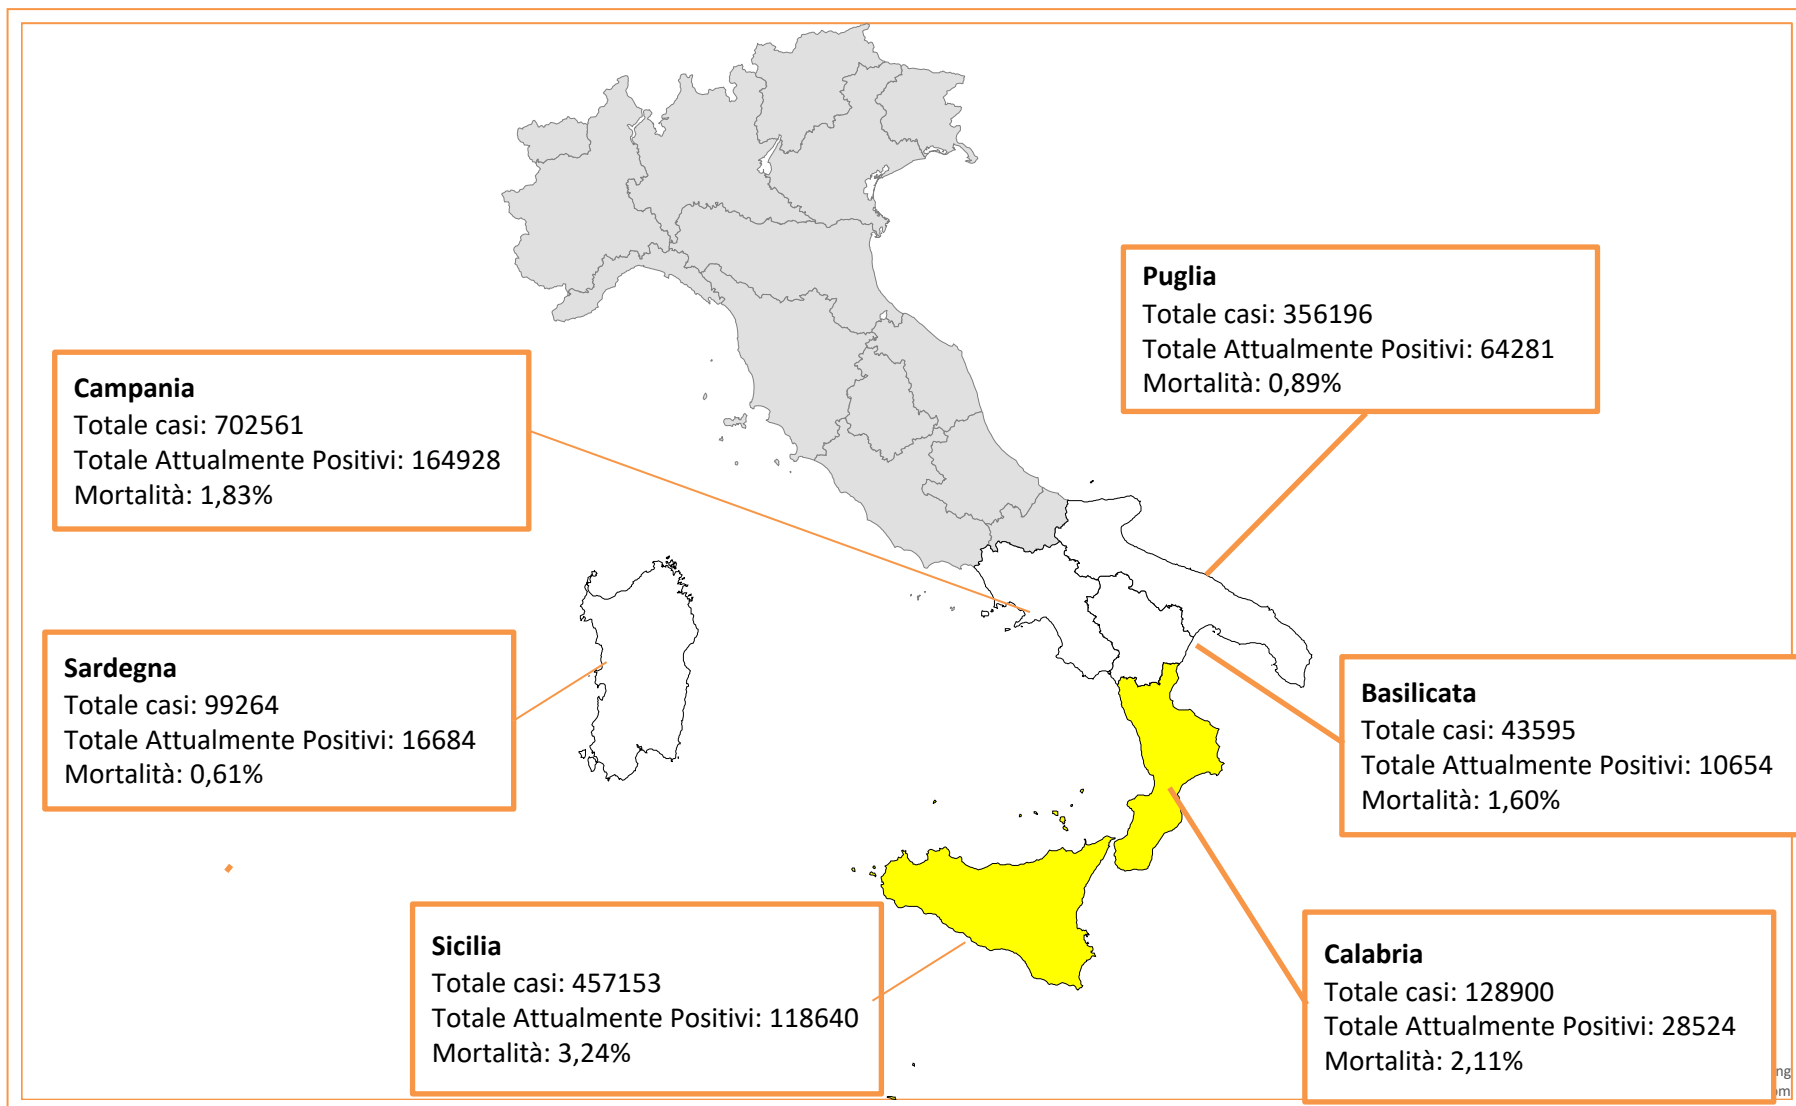 Puglia
Totale casi: 356196
Totale Attualmente Positivi: 64281
Mortalità: 0,89%
Campania
Totale casi: 702561
Totale Attualmente Positivi: 164928
Mortalità: 1,83%
Sardegna
Totale casi: 99264
Totale Attualmente Positivi: 16684
Mortalità: 0,61%
Basilicata
Totale casi: 43595
Totale Attualmente Positivi: 10654
Mortalità: 1,60%
Sicilia
Totale casi: 457153
Totale Attualmente Positivi: 118640
Mortalità: 3,24%
Calabria
Totale casi: 128900
Totale Attualmente Positivi: 28524
Mortalità: 2,11%